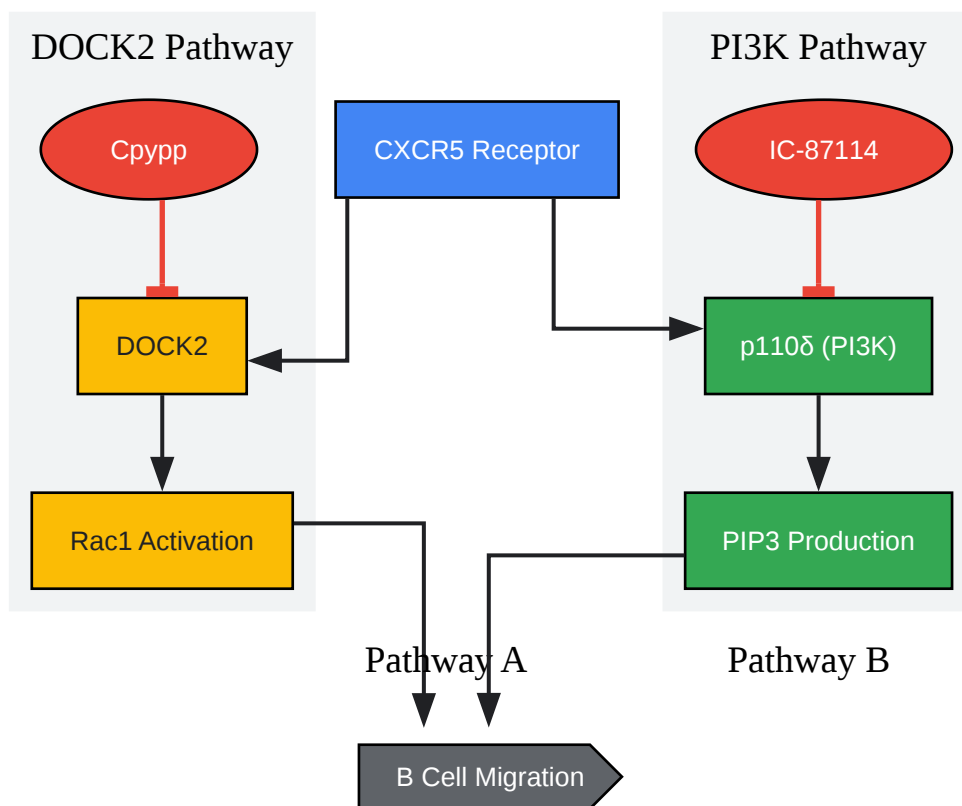 DOCK2 Pathway
PI3K Pathway
Cpypp
CXCR5 Receptor
IC-87114
DOCK2
p110δ (PI3K)
Rac1 Activation
PIP3 Production
Pathway A
Pathway B
B Cell Migration